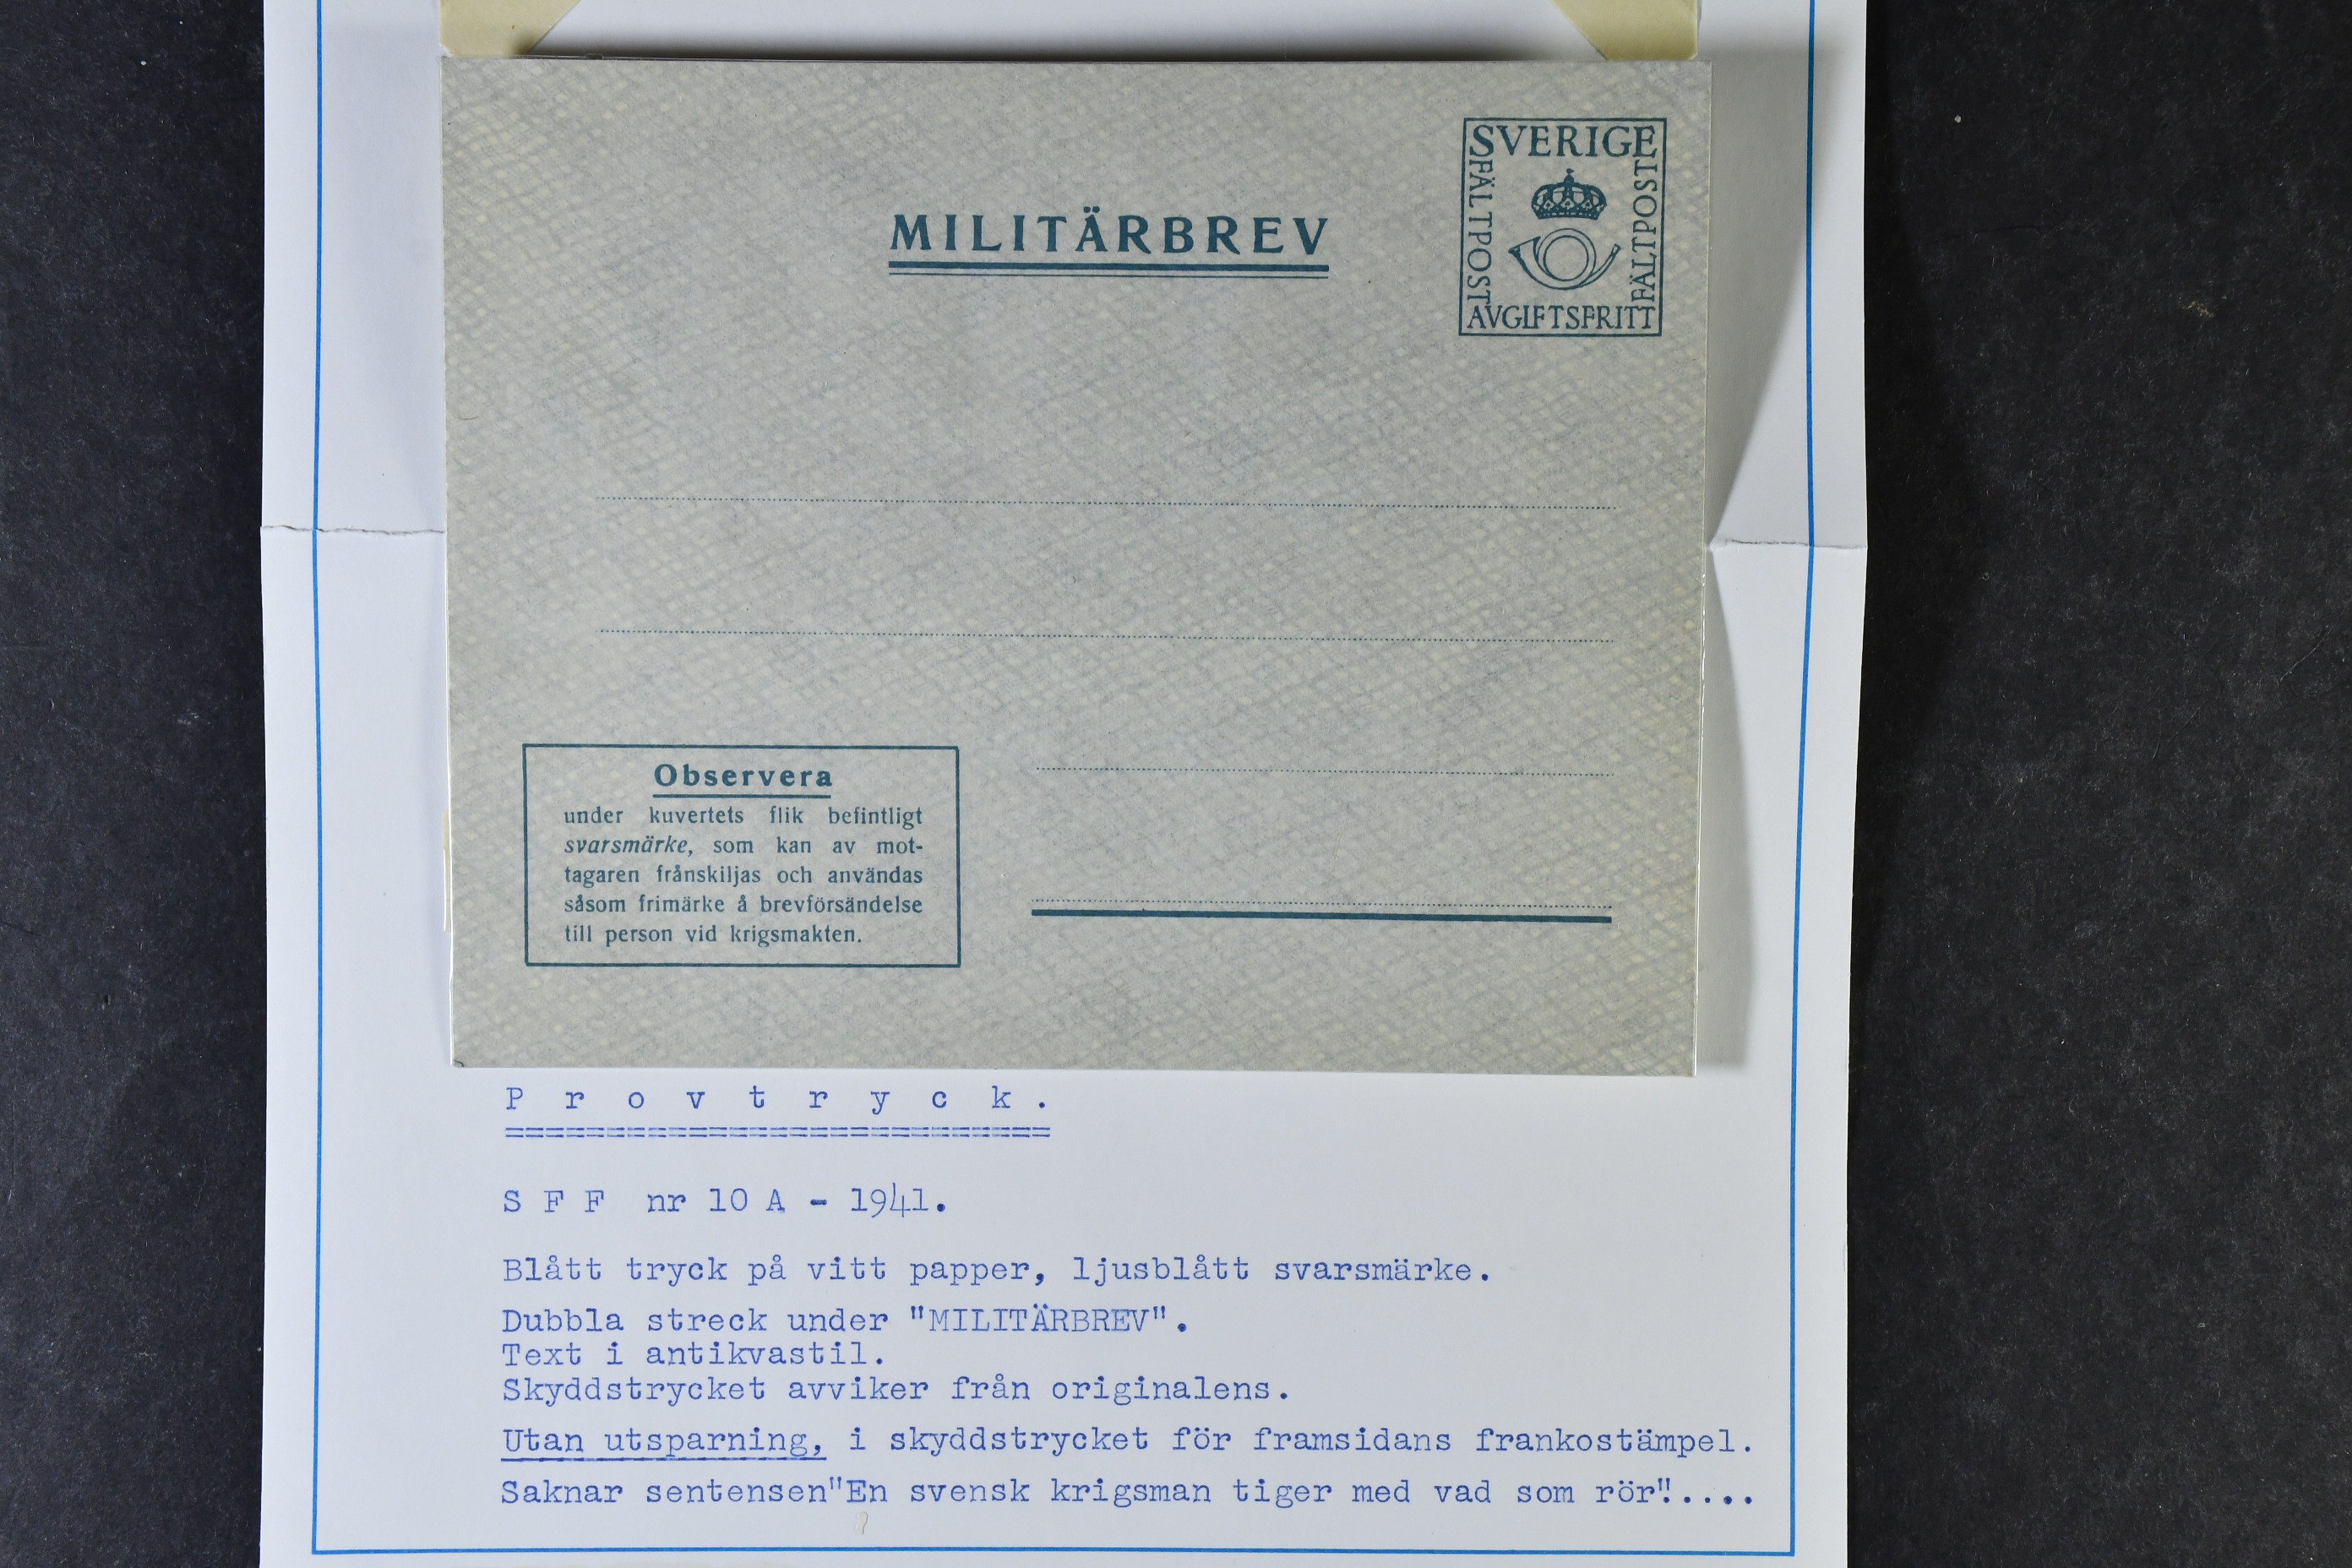 MILITÄRBREV
SVERIGE
FÄLTPOST
FÄLTPOST
AVGIFTSFRITT
Observera
under kuvertets flik befintligt
svarsmärke, som kan av mot-
tagaren frånskiljas och användas
såsom frimärke å brevförsändelse
till person vid krigsmakten.
P r o v t r y c k .
===========================
S F F nr 10 A - 1941.
Blått tryck på vitt papper, ljusblått svarsmärke.
Dubbla streck under "MILITÄRBREV".
Text i antikvastil.
Skyddstrycket avviker från originalens.
Utan utsparning, i skyddstrycket för framsidans frankostämpel.
Saknar sentensen"En svensk krigsman tiger med vad som rör"!....